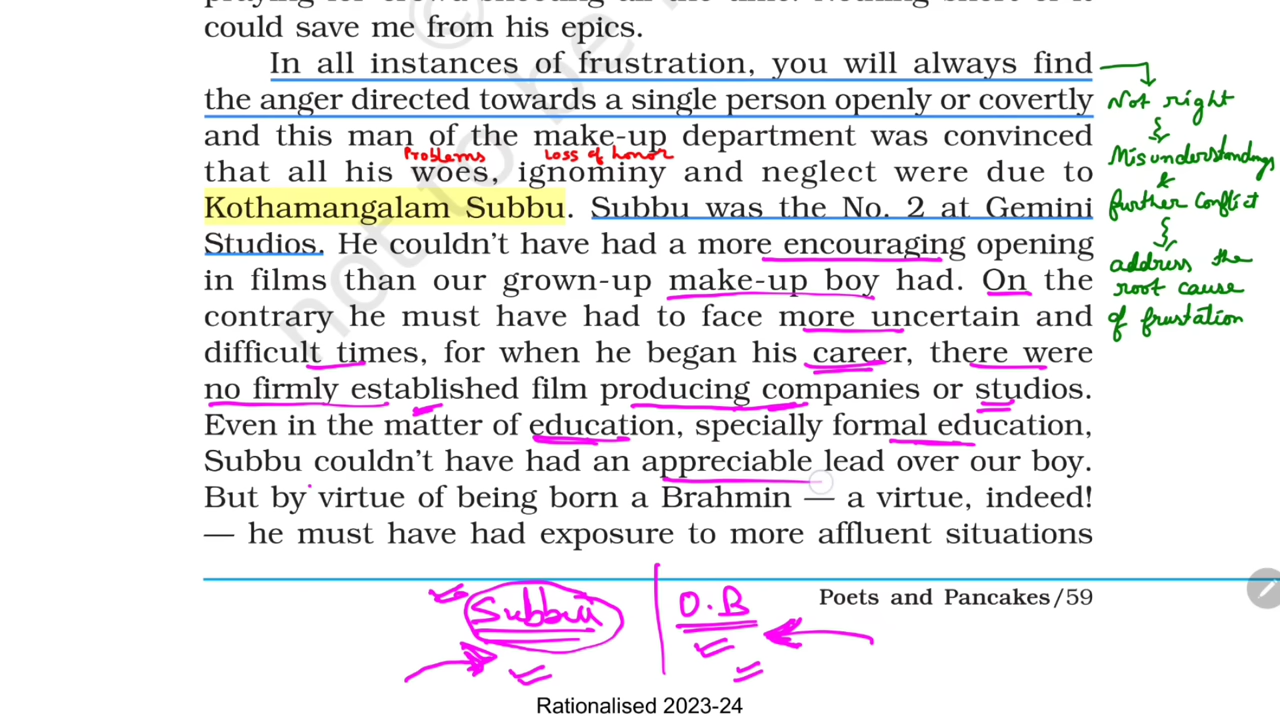 could save me from his epics.
In all instances of frustration, you will always find
the anger directed towards a single person openly or covertly
and this man of the make-up department was convinced
Problems Loss of honor
that all his woes, ignominy and neglect were due to
Kothamangalam Subbu. Subbu was the No. 2 at Gemini
Studios. He couldn't have had a more encouraging opening
in films than our grown-up make-up boy had. On the
contrary he must have had to face more uncertain and
difficult times, for when he began his career, there were
no firmly established film producing companies or studios.
Even in the matter of education, specially formal education,
Subbu couldn't have had an appreciable lead over our boy.
But by virtue of being born a Brahmin — a virtue, indeed!
— he must have had exposure to more affluent situations
Not right
Misunderstandings
&
further conflict
address the
root cause
of frustation
Subbu
O.B
Poets and Pancakes/59
Rationalised 2023-24
not to be